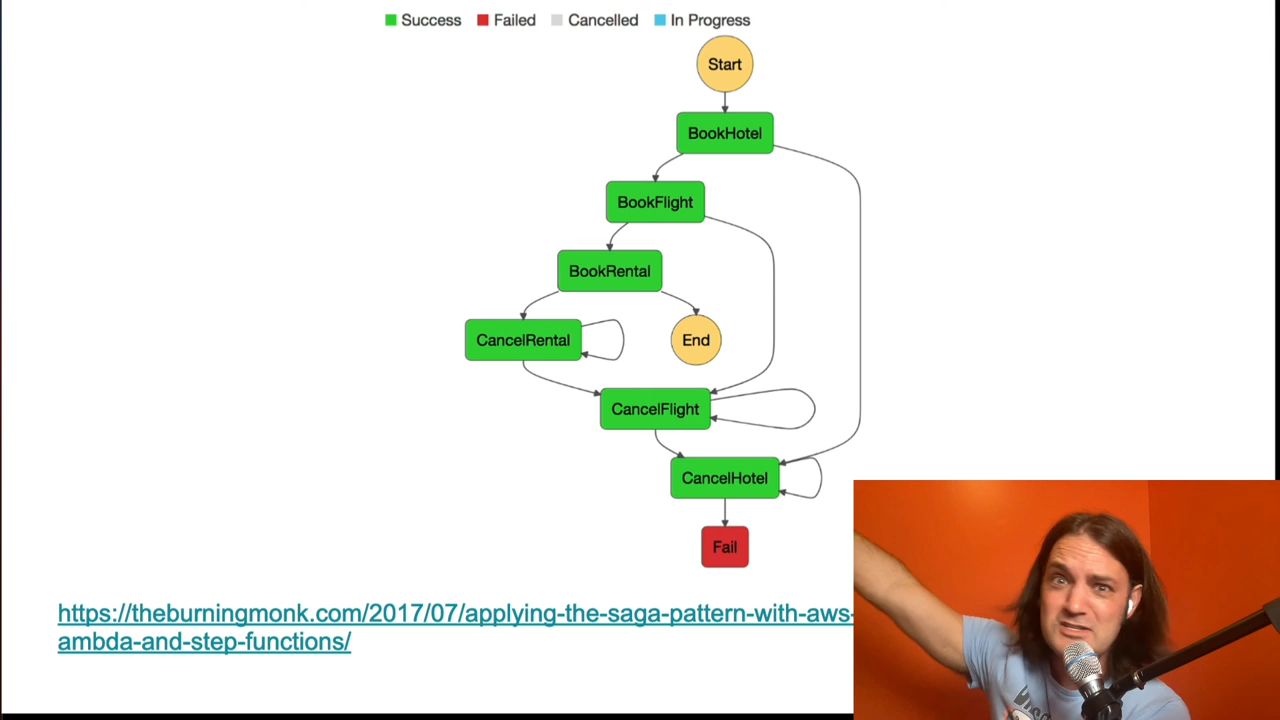 Success Failed Cancelled In Progress
Start
BookHotel
BookFlight
BookRental
CancelRental
End
CancelFlight
CancelHotel
Fail
https://theburningmonk.com/2017/07/applying-the-saga-pattern-with-aws-
ambda-and-step-functions/